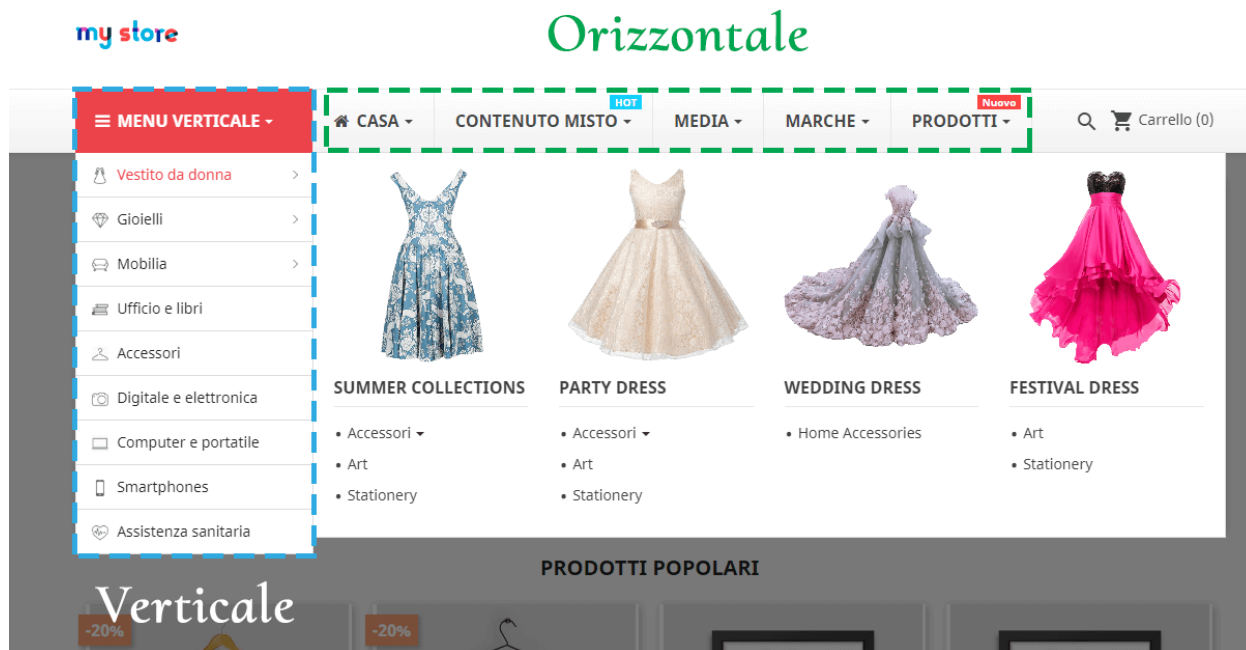 my store
Orizzontale
MENU VERTICALE
CASA
CONTENUTO MISTO
HOT
MEDIA
MARCHE
PRODOTTI
Nuovo
Carrello (0)
Vestito da donna
Gioielli
Mobilia
Ufficio e libri
Accessori
Digitale e elettronica
Computer e portatile
Smartphones
Assistenza sanitaria
SUMMER COLLECTIONS
• Accessori
• Art
• Stationery
PARTY DRESS
• Accessori
• Art
• Stationery
WEDDING DRESS
• Home Accessories
FESTIVAL DRESS
• Art
• Stationery
PRODOTTI POPOLARI
Verticale
-20%
-20%